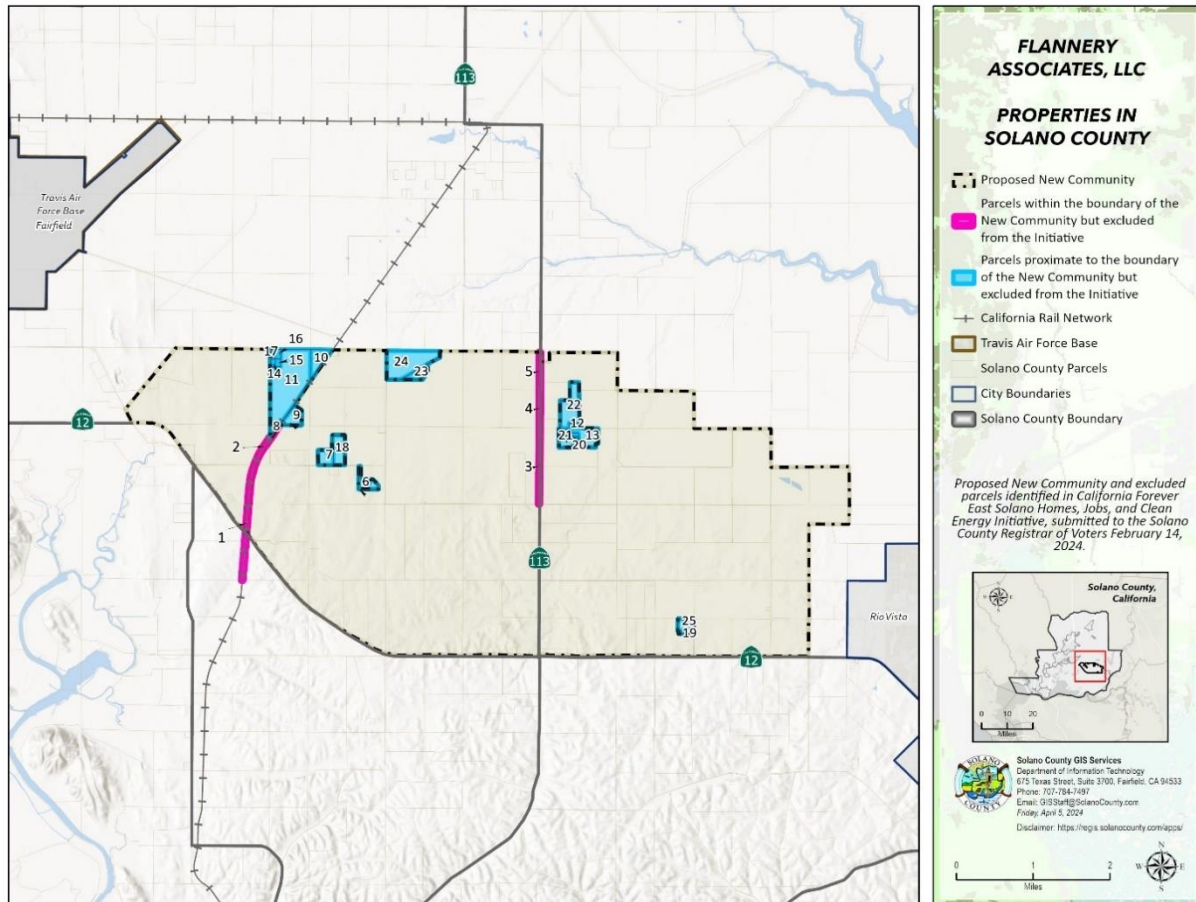 113
Travis Air
Force Base
Fairfield
12
16
17
15
10
14
11
9
8
2
7
18
6
1
24
23
5
4
3
22
12
21
13
20
113
25
19
12
Rio Vista
FLANNERY
ASSOCIATES, LLC
PROPERTIES IN
SOLANO COUNTY
Proposed New Community
Parcels within the boundary of the
New Community but excluded
from the Initiative
Parcels proximate to the boundary
of the New Community but
excluded from the Initiative
California Rail Network
Travis Air Force Base
Solano County Parcels
City Boundaries
Solano County Boundary
Proposed New Community and excluded
parcels identified in California Forever
East Solano Homes, Jobs, and Clean
Energy Initiative, submitted to the Solano
County Registrar of Voters February 14,
2024.
Solano County,
California
0 10 20
Miles
SOLANO
COUNTY
Solano County GIS Services
Department of Information Technology
675 Texas Street, Suite 3700, Fairfield, CA 94533
Phone: 707-784-7497
Email: GISStaff@SolanoCounty.com
Friday, April 5, 2024
Disclaimer: https://regis.solanocounty.com/apps/
0 1 2
Miles
N
W E
S